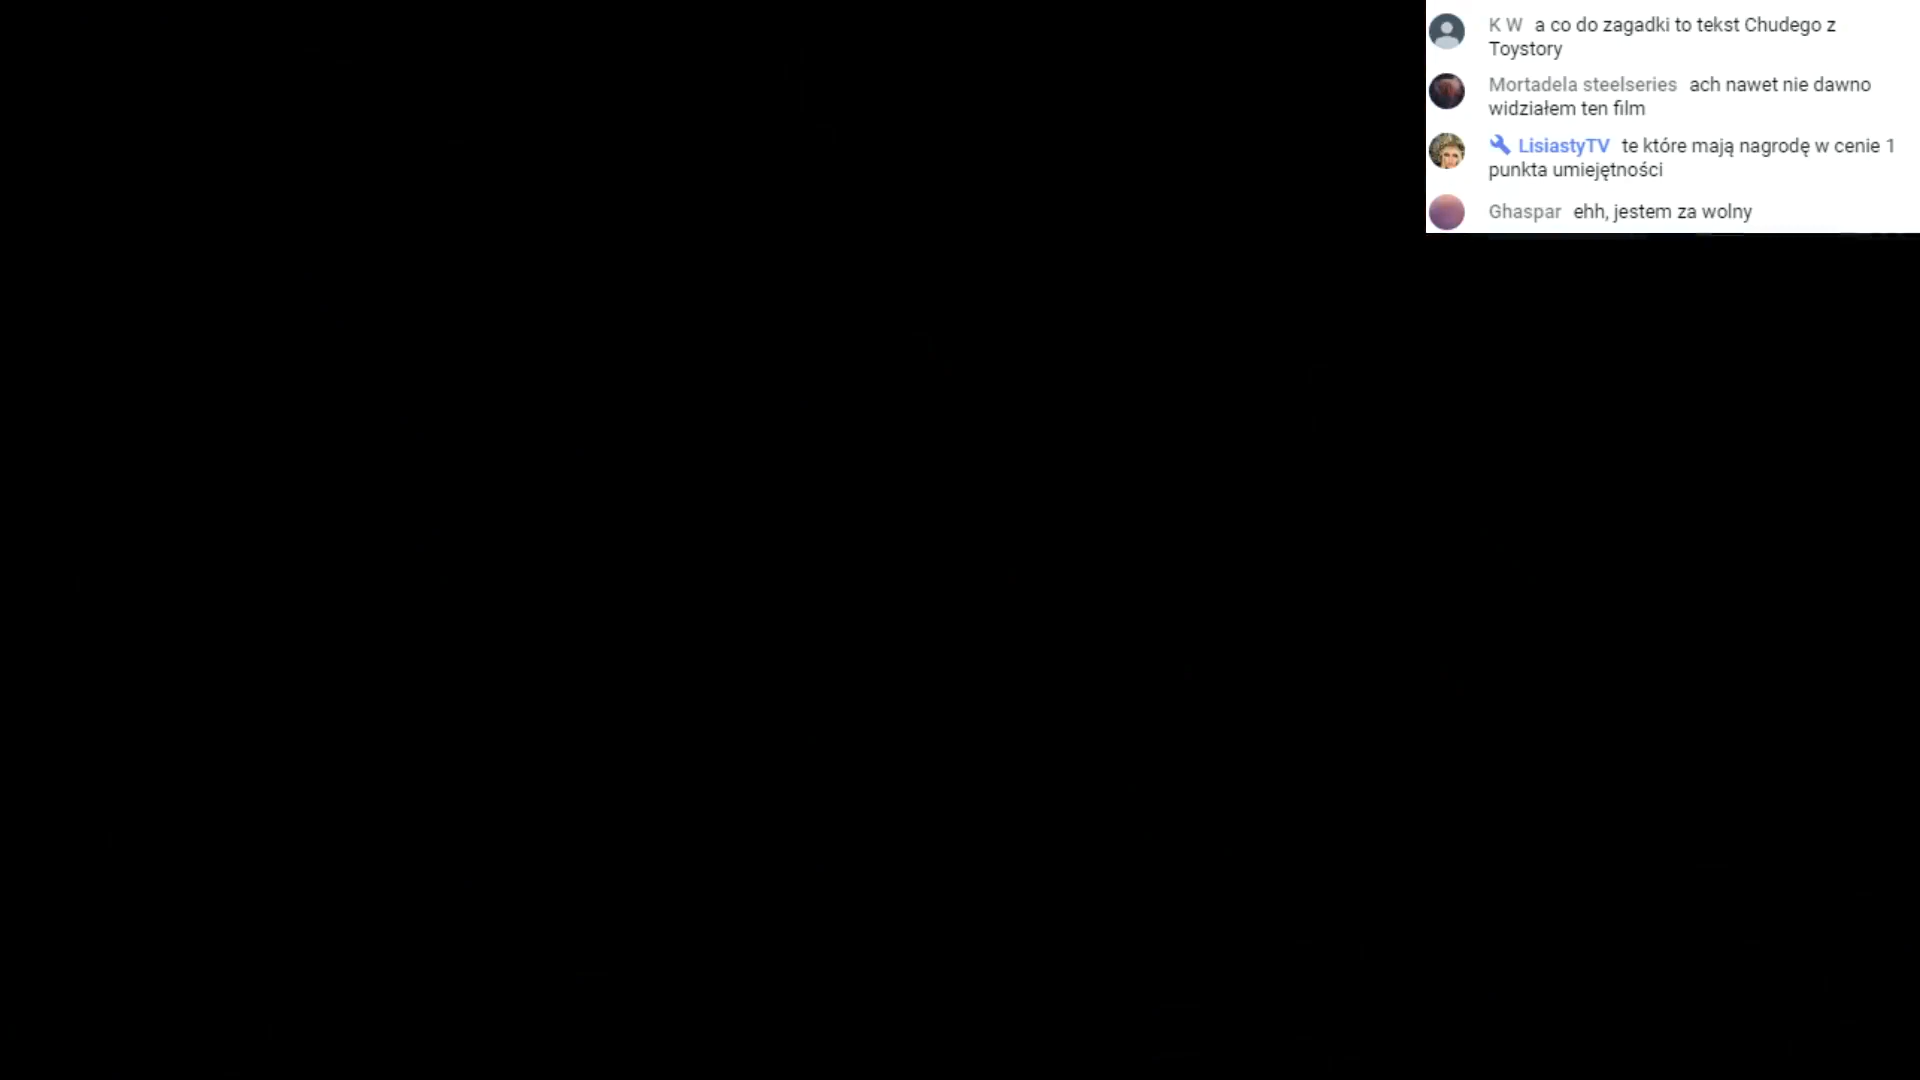 K W a co do zagadki to tekst Chudego z
Toystory
Mortadela steelseries ach nawet nie dawno
widziałem ten film
LisiastyTV te które mają nagrodę w cenie 1
punkta umiejętności
Ghaspar ehh, jestem za wolny